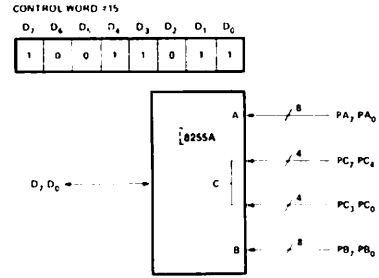 CONTROL WORD #15
D7 D6 D5 D4 D3 D2 D1 D0
1 0 0 1 1 0 1 1
8255A
A 8 PA7 PA0
4 PC7 PC4
C
D7 D0
4 PC3 PC0
B 8 PB7 PB0